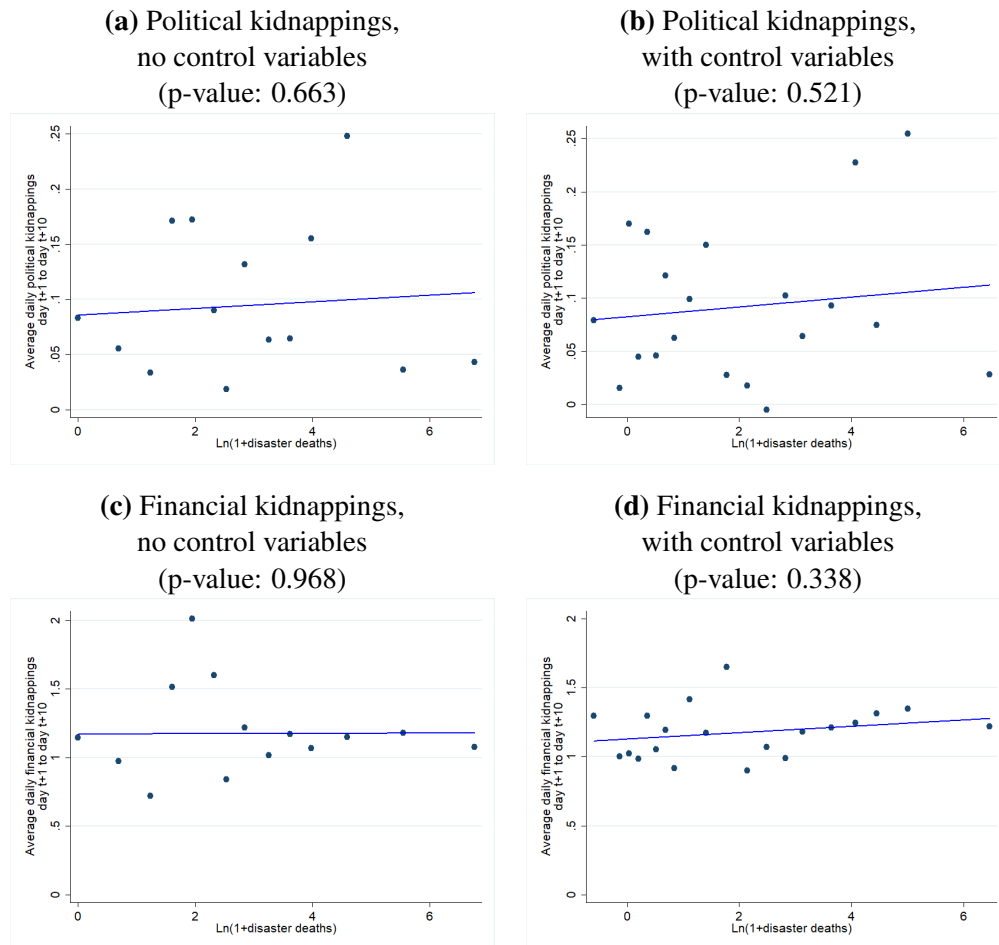 (a) Political kidnappings,
no control variables
(p-value: 0.663)
Average daily political kidnappings
day t+1 to day t+10
.25
.2
.15
.1
.05
0
0 2 4 6
Ln(1+disaster deaths)
(b) Political kidnappings,
with control variables
(p-value: 0.521)
Average daily political kidnappings
day t+1 to day t+10
.25
.2
.15
.1
.05
0
0 2 4 6
Ln(1+disaster deaths)
(c) Financial kidnappings,
no control variables
(p-value: 0.968)
Average daily financial kidnappings
day t+1 to day t+10
2
1.5
1
.5
0
0 2 4 6
Ln(1+disaster deaths)
(d) Financial kidnappings,
with control variables
(p-value: 0.338)
Average daily financial kidnappings
day t+1 to day t+10
2
1.5
1
.5
0
0 2 4 6
Ln(1+disaster deaths)